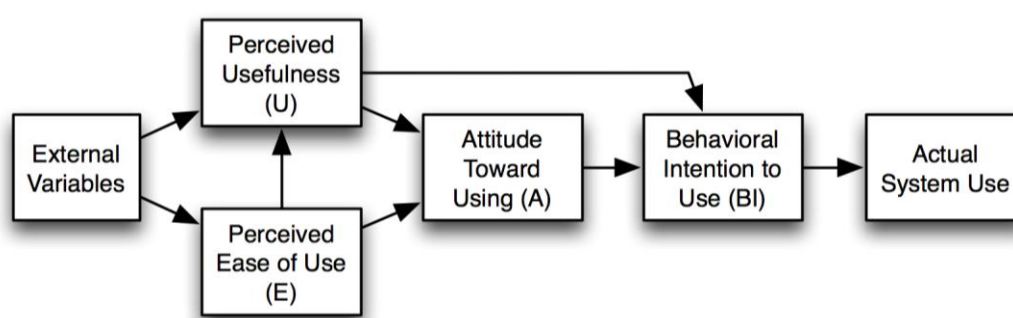 Perceived
Usefulness
(U)
External
Variables
Perceived
Ease of Use
(E)
Attitude
Toward
Using (A)
Behavioral
Intention to
Use (BI)
Actual
System Use